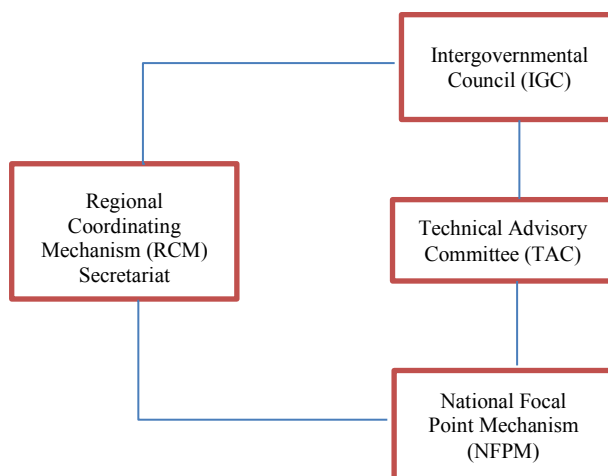 Intergovernmental
Council (IGC)
Regional
Coordinating
Mechanism (RCM)
Secretariat
Technical Advisory
Committee (TAC)
National Focal
Point Mechanism
(NFPM)